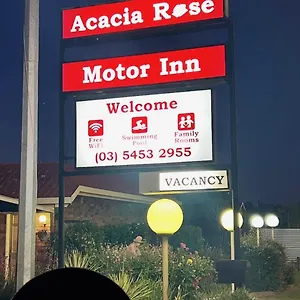 Acacia Rose
Motor Inn
Welcome
Free WiFi
Swimming Pool
Family Rooms
(03) 5453 2955
VACANCY